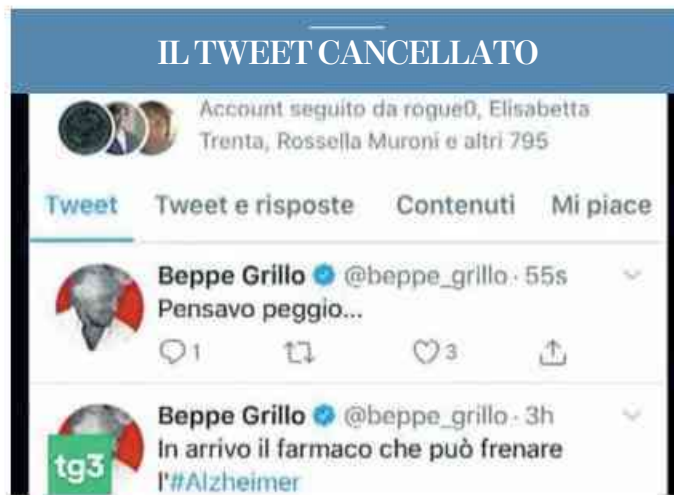 IL TWEET CANCELLATO
Account seguito da rogue0, Elisabetta
Trenta, Rossella Muroni e altri 795
Tweet Tweet e risposte Contenuti Mi piace
Beppe Grillo @beppe_grillo · 55s
Pensavo peggio...
1 3
Beppe Grillo @beppe_grillo · 3h
In arrivo il farmaco che può frenare
l'#Alzheimer
tg3